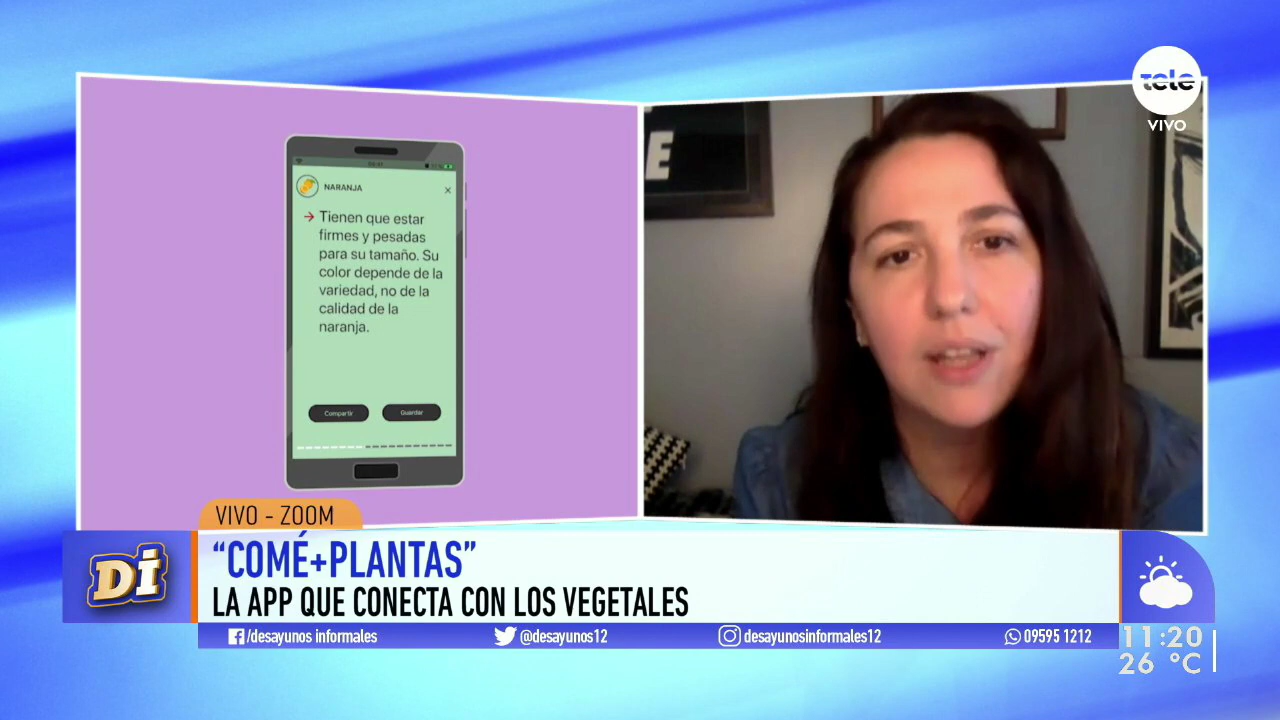 tele
VIVO
E
NARANJA
→ Tienen que estar
firmes y pesadas
para su tamaño. Su
color depende de la
variedad, no de la
calidad de la
naranja.
Compartir
Guardar
VIVO - ZOOM
Di
“COMÉ+PLANTAS”
LA APP QUE CONECTA CON LOS VEGETALES
/desayunos informales
@desayunos12
desayunosinformales12
09595 1212
11:20
26 °C